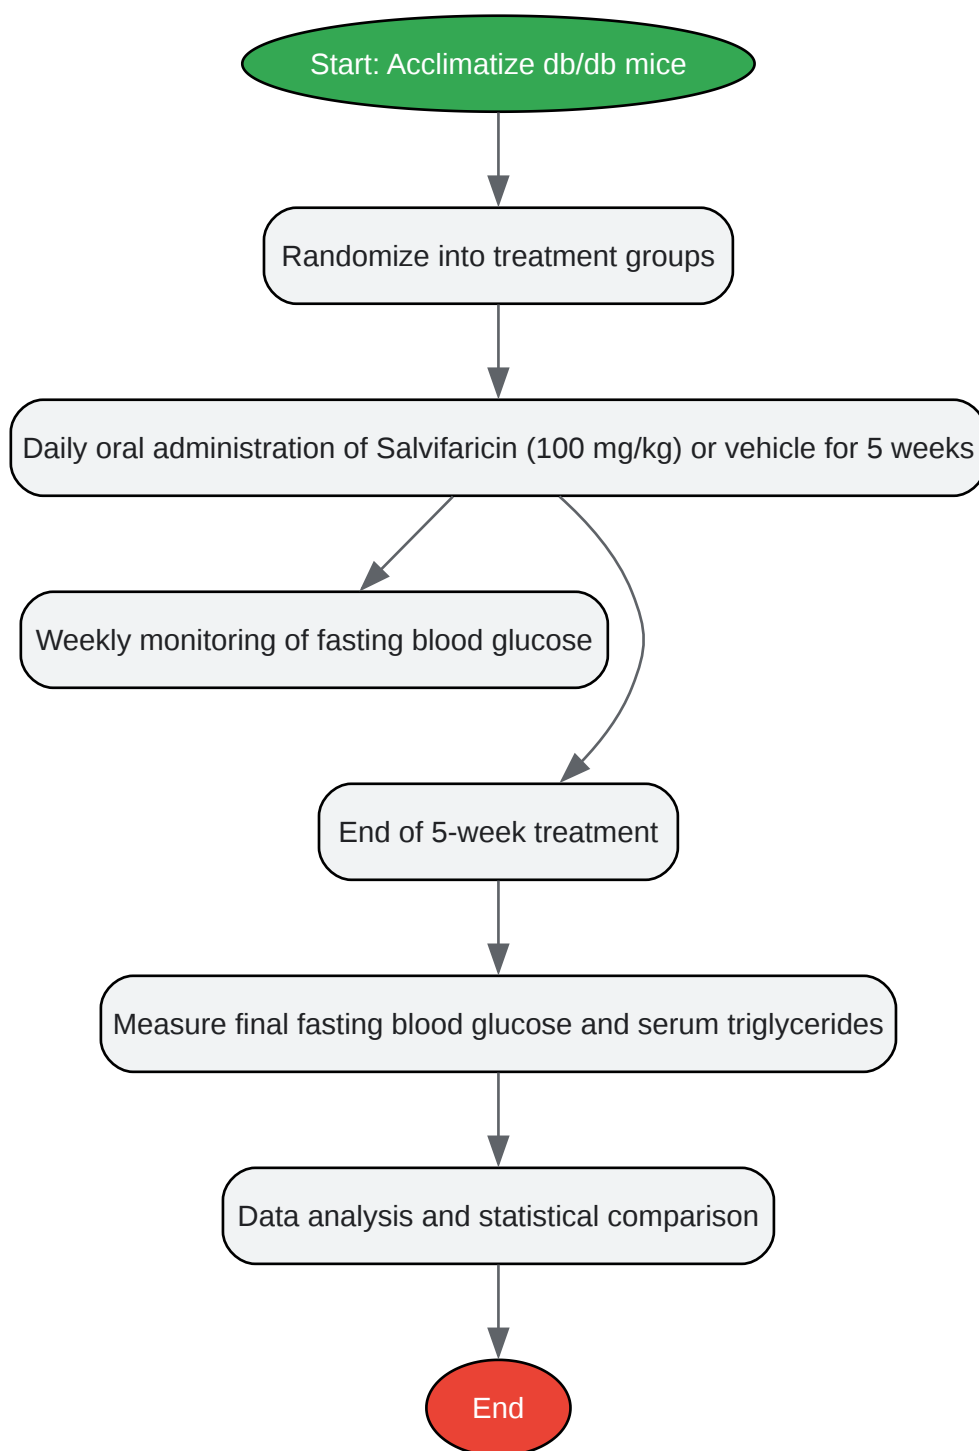 Start: Acclimatize db/db mice
Randomize into treatment groups
Daily oral administration of Salvifaricin (100 mg/kg) or vehicle for 5 weeks
Weekly monitoring of fasting blood glucose
End of 5-week treatment
Measure final fasting blood glucose and serum triglycerides
Data analysis and statistical comparison
End